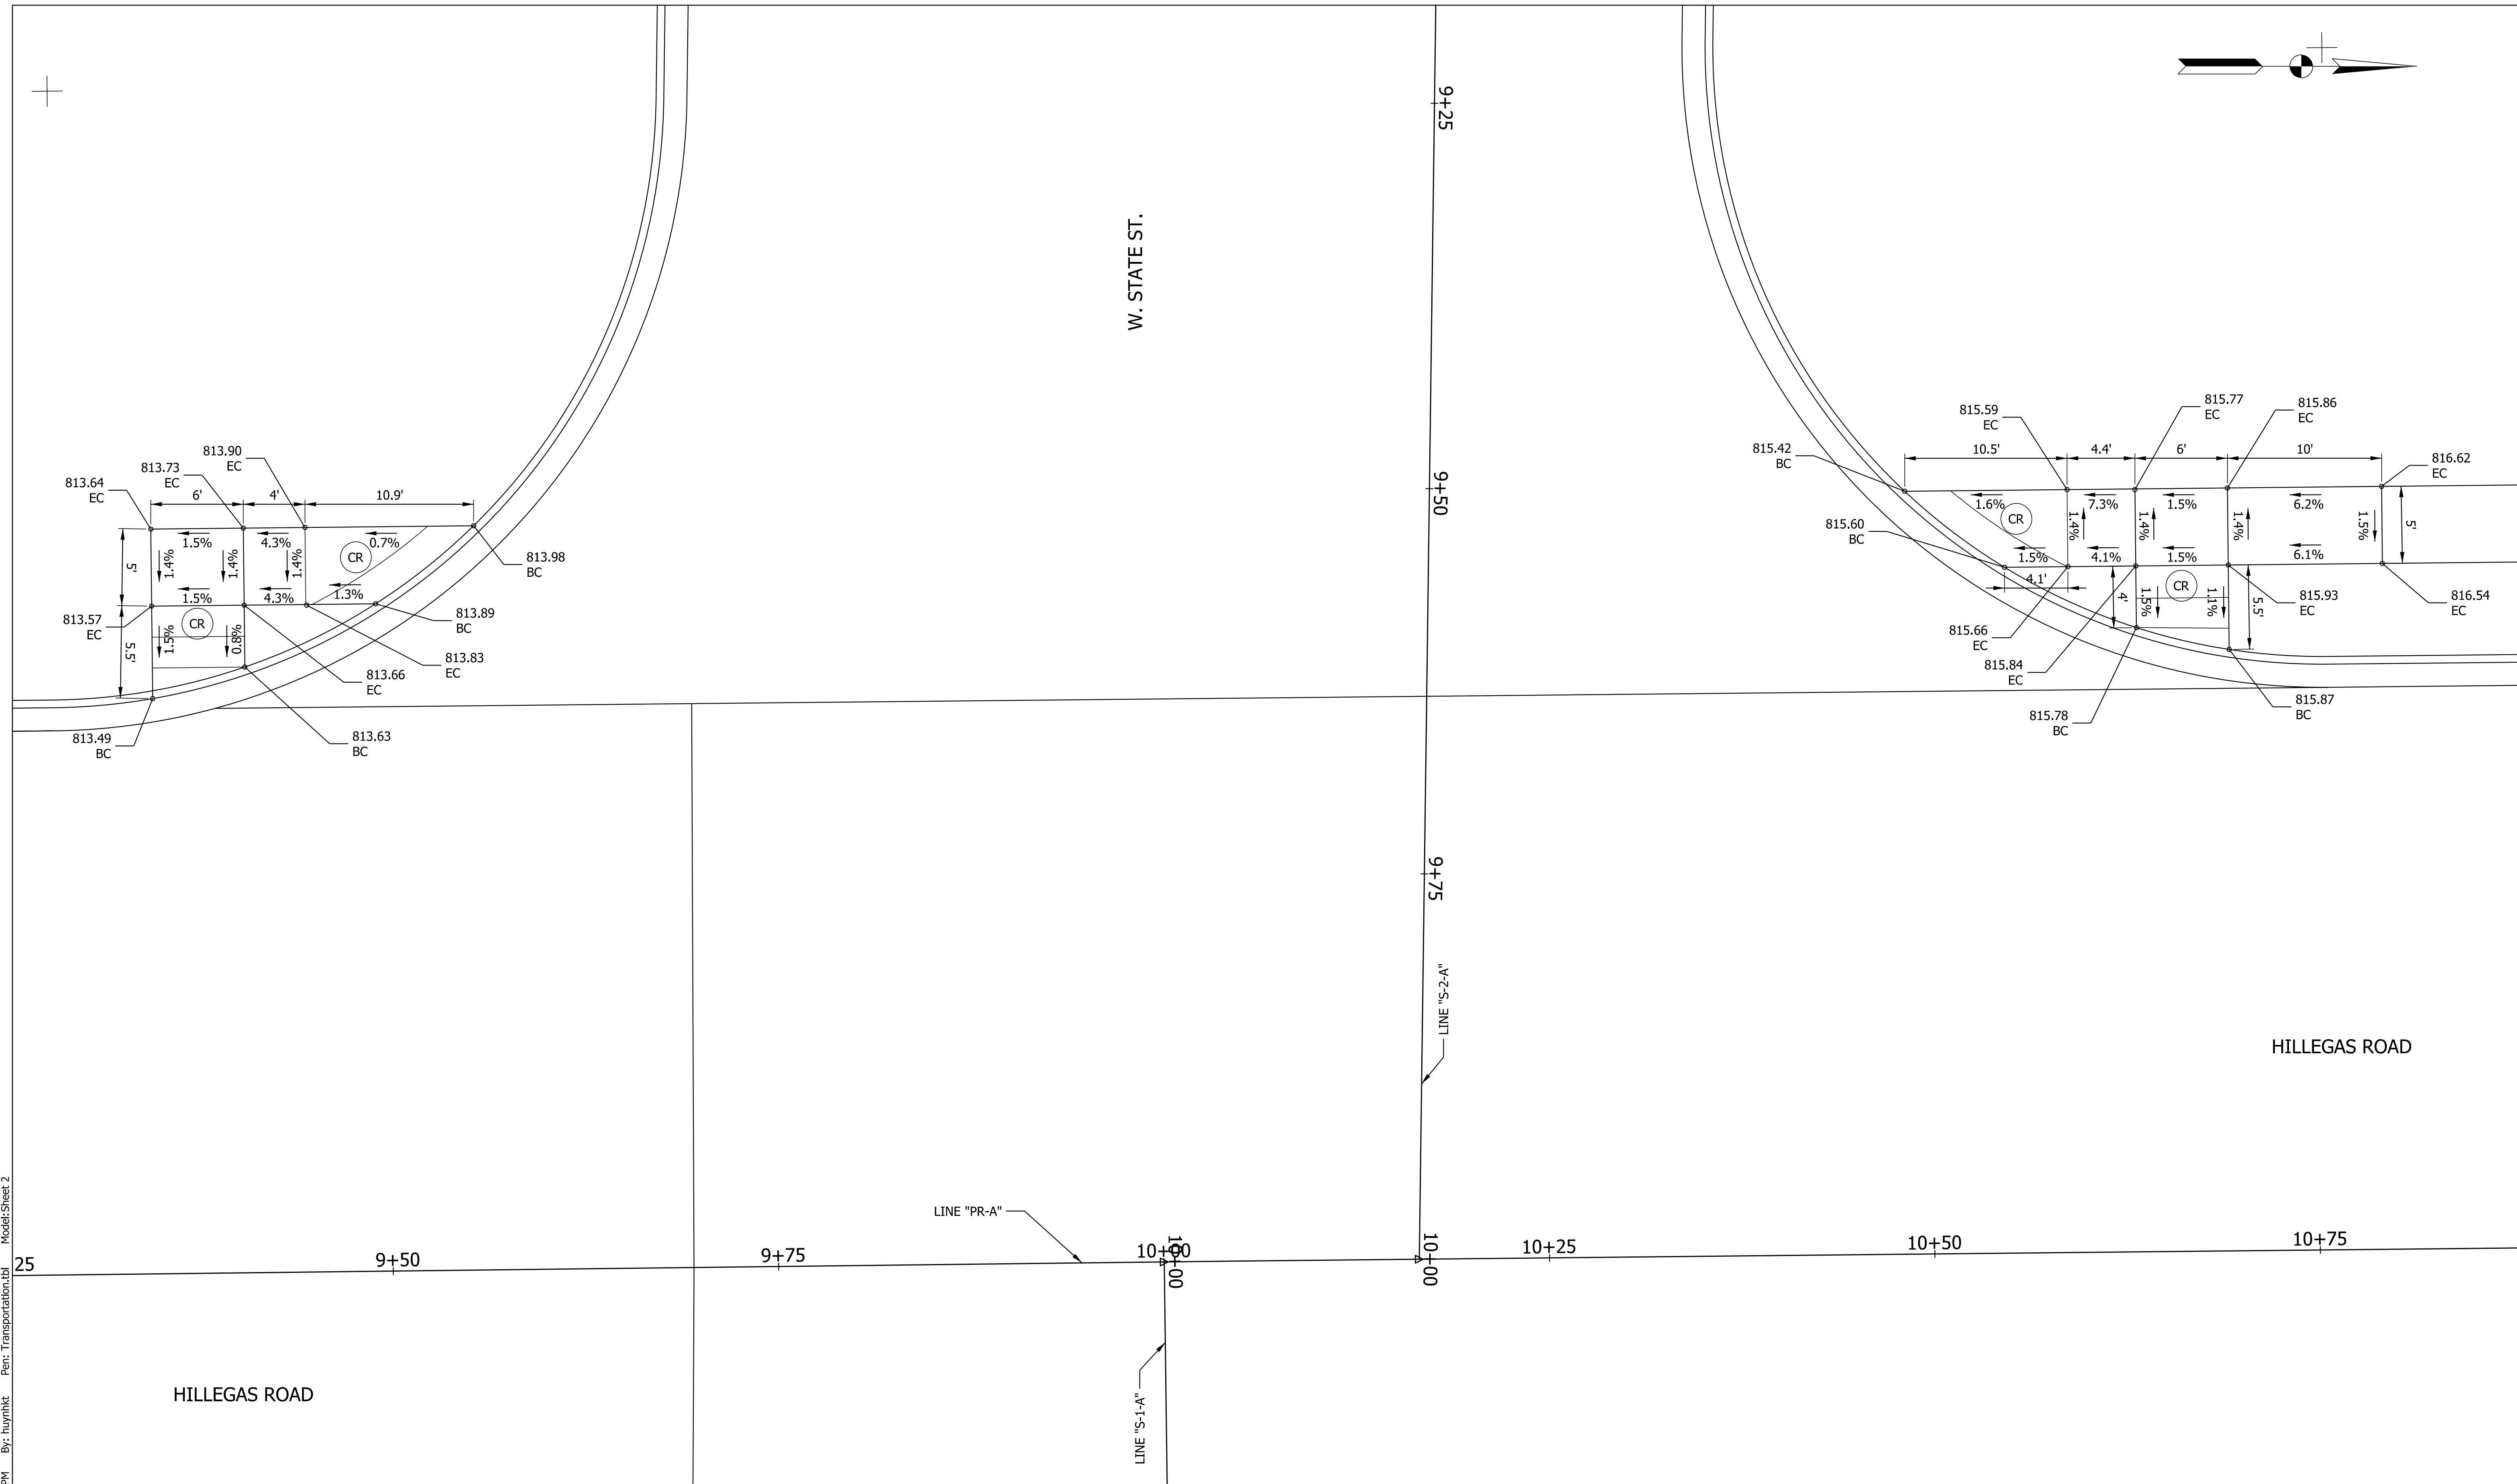 9+25
W. STATE ST.
9+50
9+75
813.90
EC
813.73
EC
813.64
EC
6'
4'
10.9'
1.5%
4.3%
0.7%
CR
5'
1.4%
1.4%
1.4%
1.5%
4.3%
1.3%
813.98
BC
813.89
BC
813.57
EC
CR
5.5'
1.5%
0.8%
813.83
EC
813.66
EC
813.49
BC
813.63
BC
815.59
EC
815.77
EC
815.86
EC
815.42
BC
10.5'
4.4'
6'
10'
816.62
EC
1.6%
7.3%
1.5%
6.2%
CR
1.4%
1.4%
1.4%
1.5%
5'
815.60
BC
1.5%
4.1%
1.5%
6.1%
4.1'
4'
1.5%
CR
1.1%
5.5'
815.93
EC
816.54
EC
815.66
EC
815.84
EC
815.78
BC
815.87
BC
LINE "S-2-A"
HILLEGAS ROAD
LINE "PR-A"
25
9+50
9+75
10+00
10+00
10+00
10+25
10+50
10+75
HILLEGAS ROAD
LINE "S-1-A"
PM By: huynhkt Pen: Transportation.tbl Model:Sheet 2